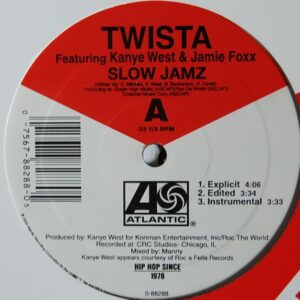 TWISTA
Featuring Kanye West & Jamie Foxx
SLOW JAMZ
A
33 1/3 RPM
0 75678 8288-0 5
ATLANTIC
1. Explicit 4:06
2. Edited 3:34
3. Instrumental 3:33
Produced by: Kanye West for Konman Entertainment, Inc/Roc The World
Recorded at: CRC Studios- Chicago, IL
Mixed by: Manny
Kanye West appears courtesy of Roc a Fella Records
HIP HOP SINCE
1978
0-88288